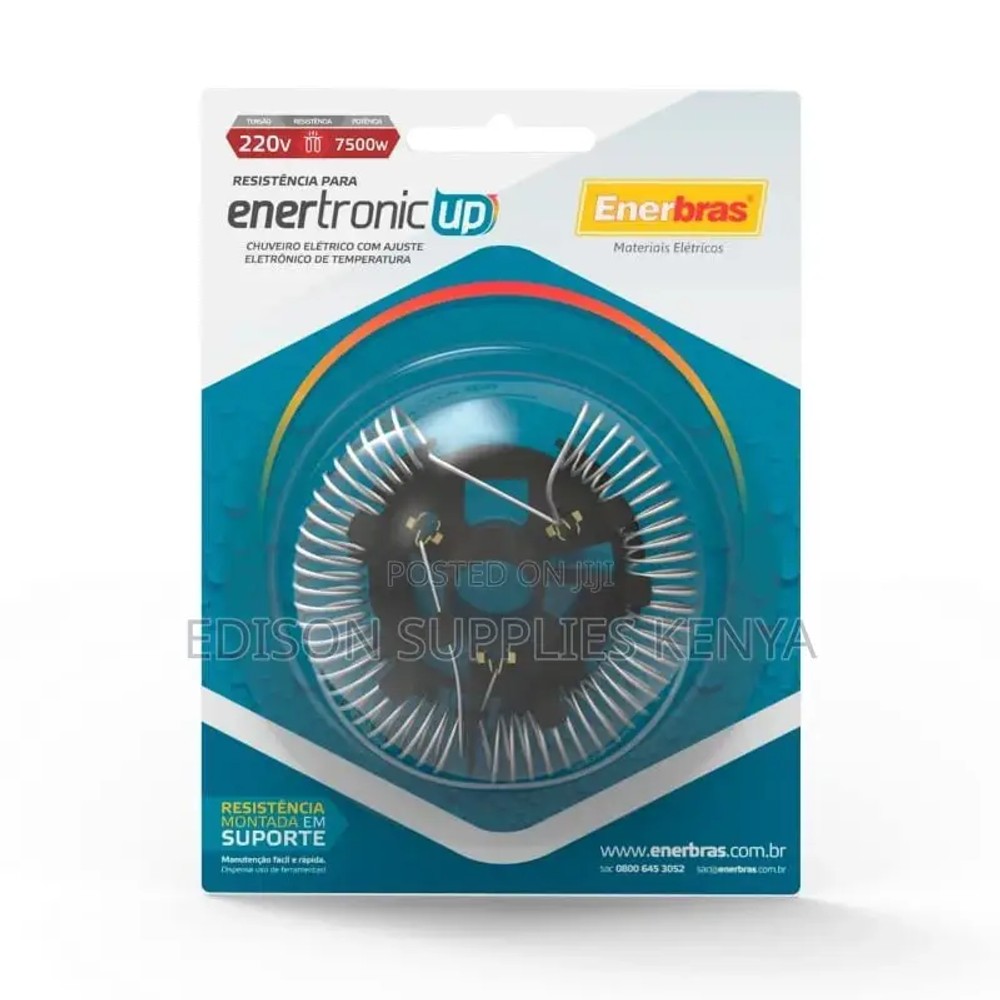 TENSÃO RESISTÊNCIA POTÊNCIA
220V 7500W
RESISTÊNCIA PARA
enertronic up
CHUVEIRO ELÉTRICO COM AJUSTE
ELETRÔNICO DE TEMPERATURA
Enerbras®
Materiais Elétricos
POSTED ON JIJI
EDISON SUPPLIES KENYA
RESISTÊNCIA
MONTADA EM
SUPORTE
Manutenção fácil e rápida.
Dispensa uso de ferramentas!
www.enerbras.com.br
sac 0800 645 3052 sac@enerbras.com.br